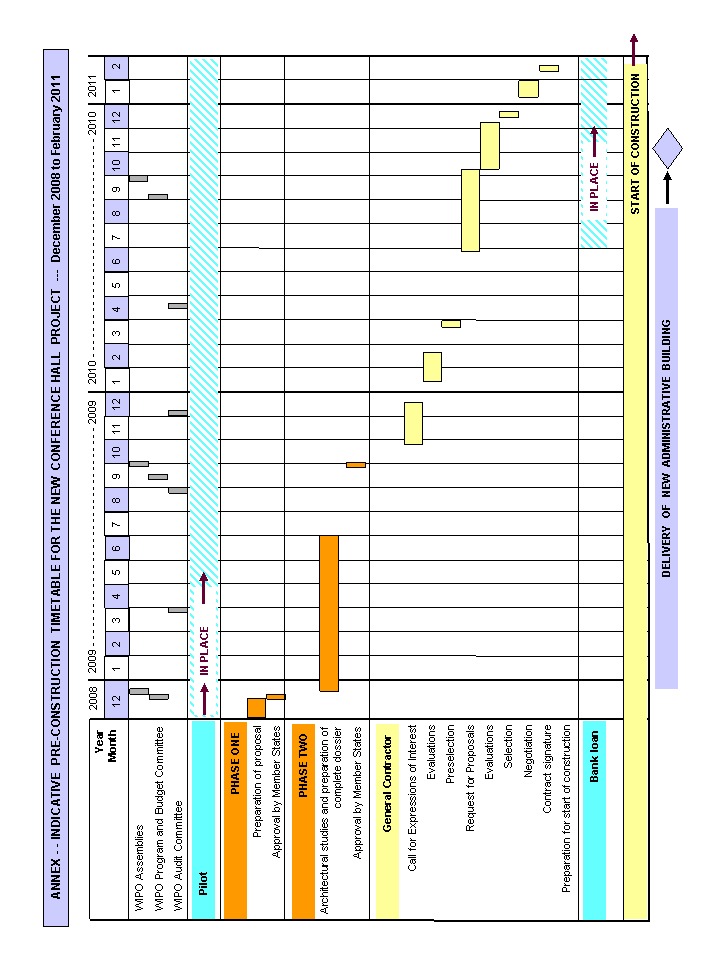 ANNEX - - INDICATIVE PRE-CONSTRUCTION TIMETABLE FOR THE NEW CONFERENCE HALL PROJECT --- December 2008 to February 2011
Year 2008 2009 - - - - - - - - - - - - - - - - - - - - - - 2009 2010 - - - - - - - - - - - - - - - - - - - - - - 2010 2011
Month 12 1 2 3 4 5 6 7 8 9 10 11 12 1 2 3 4 5 6 7 8 9 10 11 12 1 2
WIPO Assemblies
WIPO Program and Budget Committee
WIPO Audit Committee
Pilot IN PLACE
PHASE ONE
Preparation of proposal
Approval by Member States
PHASE TWO
Architectural studies and preparation of
complete dossier
Approval by Member States
General Contractor
Call for Expressions of Interest
Evaluations
Preselection
Request for Proposals
Evaluations
Selection
Negotiation
Contract signature
Preparation for start of construction
Bank loan IN PLACE
START OF CONSTRUCTION
DELIVERY OF NEW ADMINISTRATIVE BUILDING